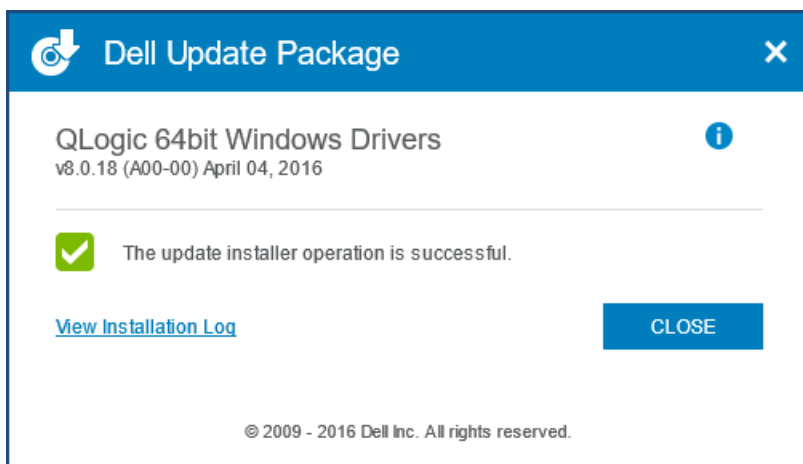 Dell Update Package
QLogic 64bit Windows Drivers
v8.0.18 (A00-00) April 04, 2016
The update installer operation is successful.
View Installation Log
CLOSE
© 2009 - 2016 Dell Inc. All rights reserved.